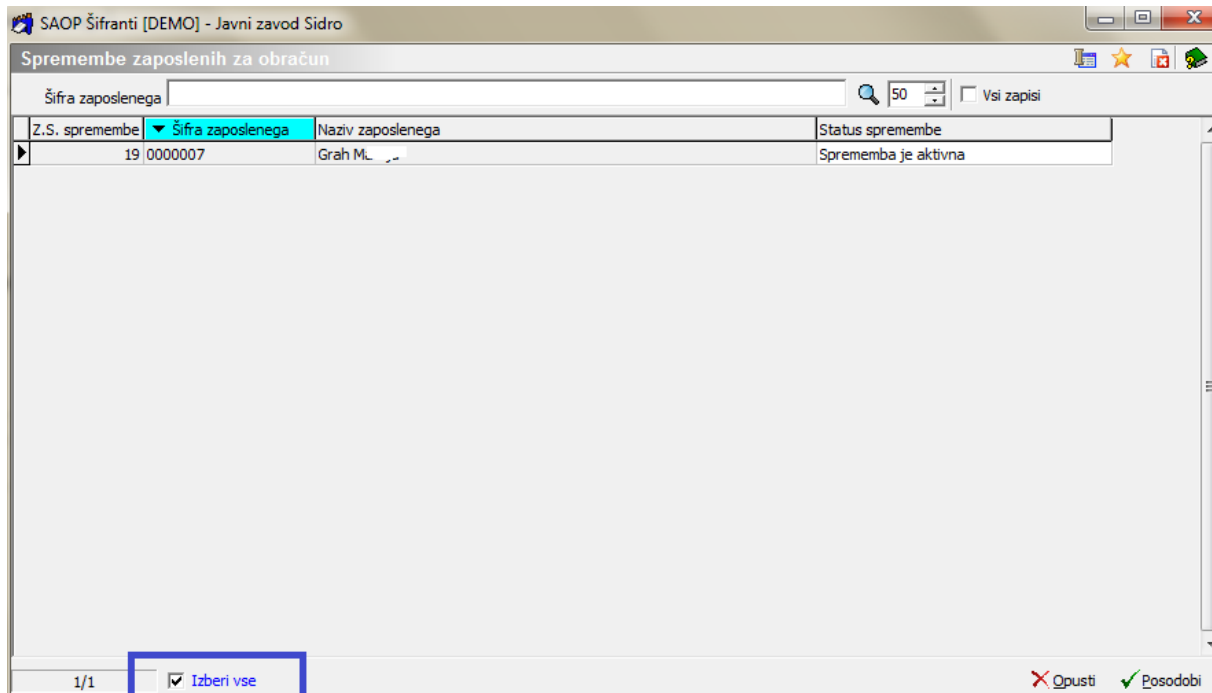 SAOP Šifranti [DEMO] - Javni zavod Sidro
Spremembe zaposlenih za obračun
Šifra zaposlenega 50 Vsi zapisi
Z.S. spremembe Šifra zaposlenega Naziv zaposlenega Status spremembe
19 0000007 Grah Sprememba je aktivna
1/1 Izberi vse Opusti Posodobi